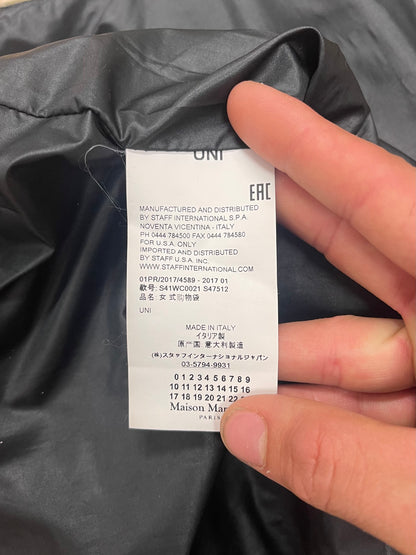 UNI
EAC
MANUFACTURED AND DISTRIBUTED
BY STAFF INTERNATIONAL S.P.A.
NOVENTA VICENTINA - ITALY
PH 0444 784500 FAX 0444 784580
FOR U.S.A. ONLY
IMPORTED AND DISTRIBUTED
BY STAFF U.S.A. INC.
WWW.STAFFINTERNATIONAL.COM
01PR/2017/4589 - 2017 01
款号: S41WC0021 S47512
品名: 女式购物袋
UNI
MADE IN ITALY
イタリア製
原产国: 意大利製造
(株)スタッフインターナショナルジャパン
03-5794-9931
0 1 2 3 4 5 6 7 8 9
10 11 12 13 14 15 16
17 18 19 20 21 22
Maison
PARIS